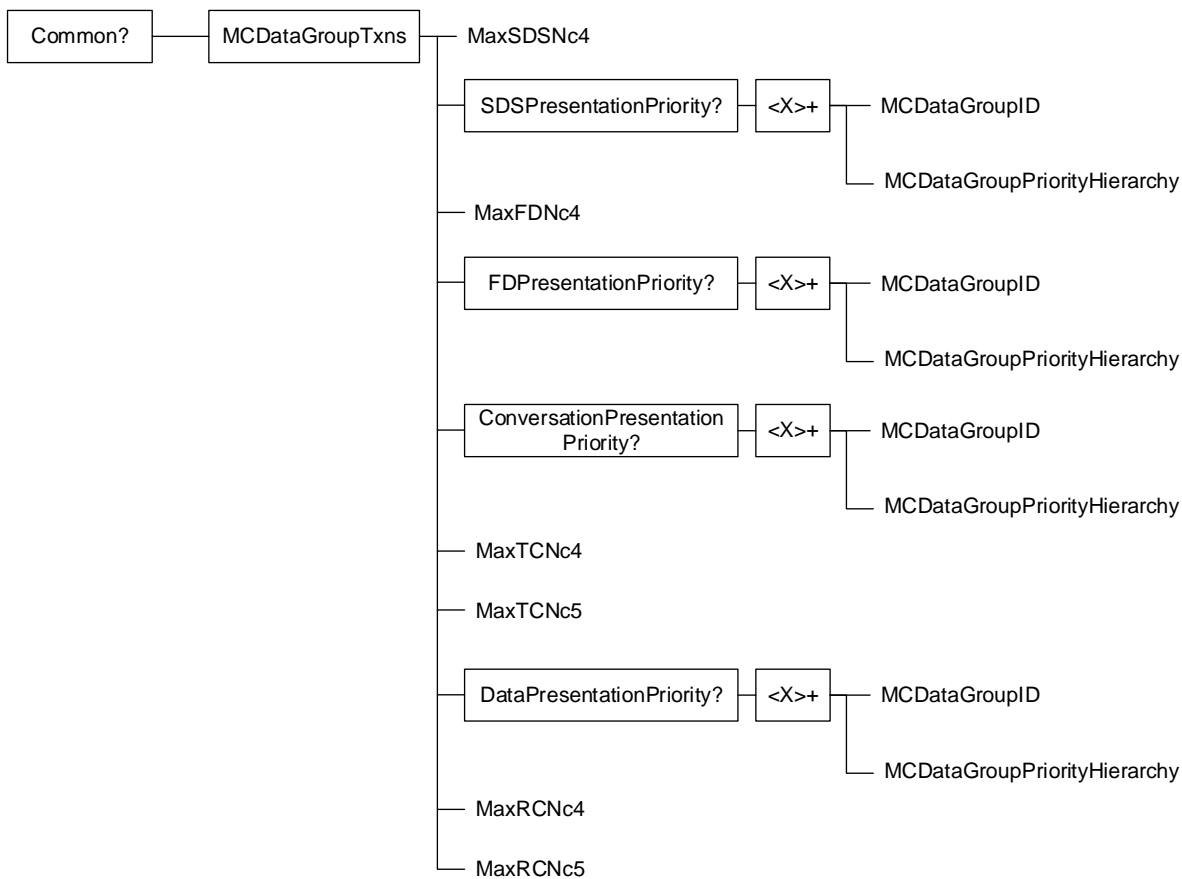 Common?
MCDataGroupTxns
MaxSDSNc4
SDSPresentationPriority?
<X>+
MCDataGroupID
MCDataGroupPriorityHierarchy
MaxFDNc4
FDPresentationPriority?
<X>+
MCDataGroupID
MCDataGroupPriorityHierarchy
ConversationPresentation
Priority?
<X>+
MCDataGroupID
MCDataGroupPriorityHierarchy
MaxTCNc4
MaxTCNc5
DataPresentationPriority?
<X>+
MCDataGroupID
MCDataGroupPriorityHierarchy
MaxRCNc4
MaxRCNc5